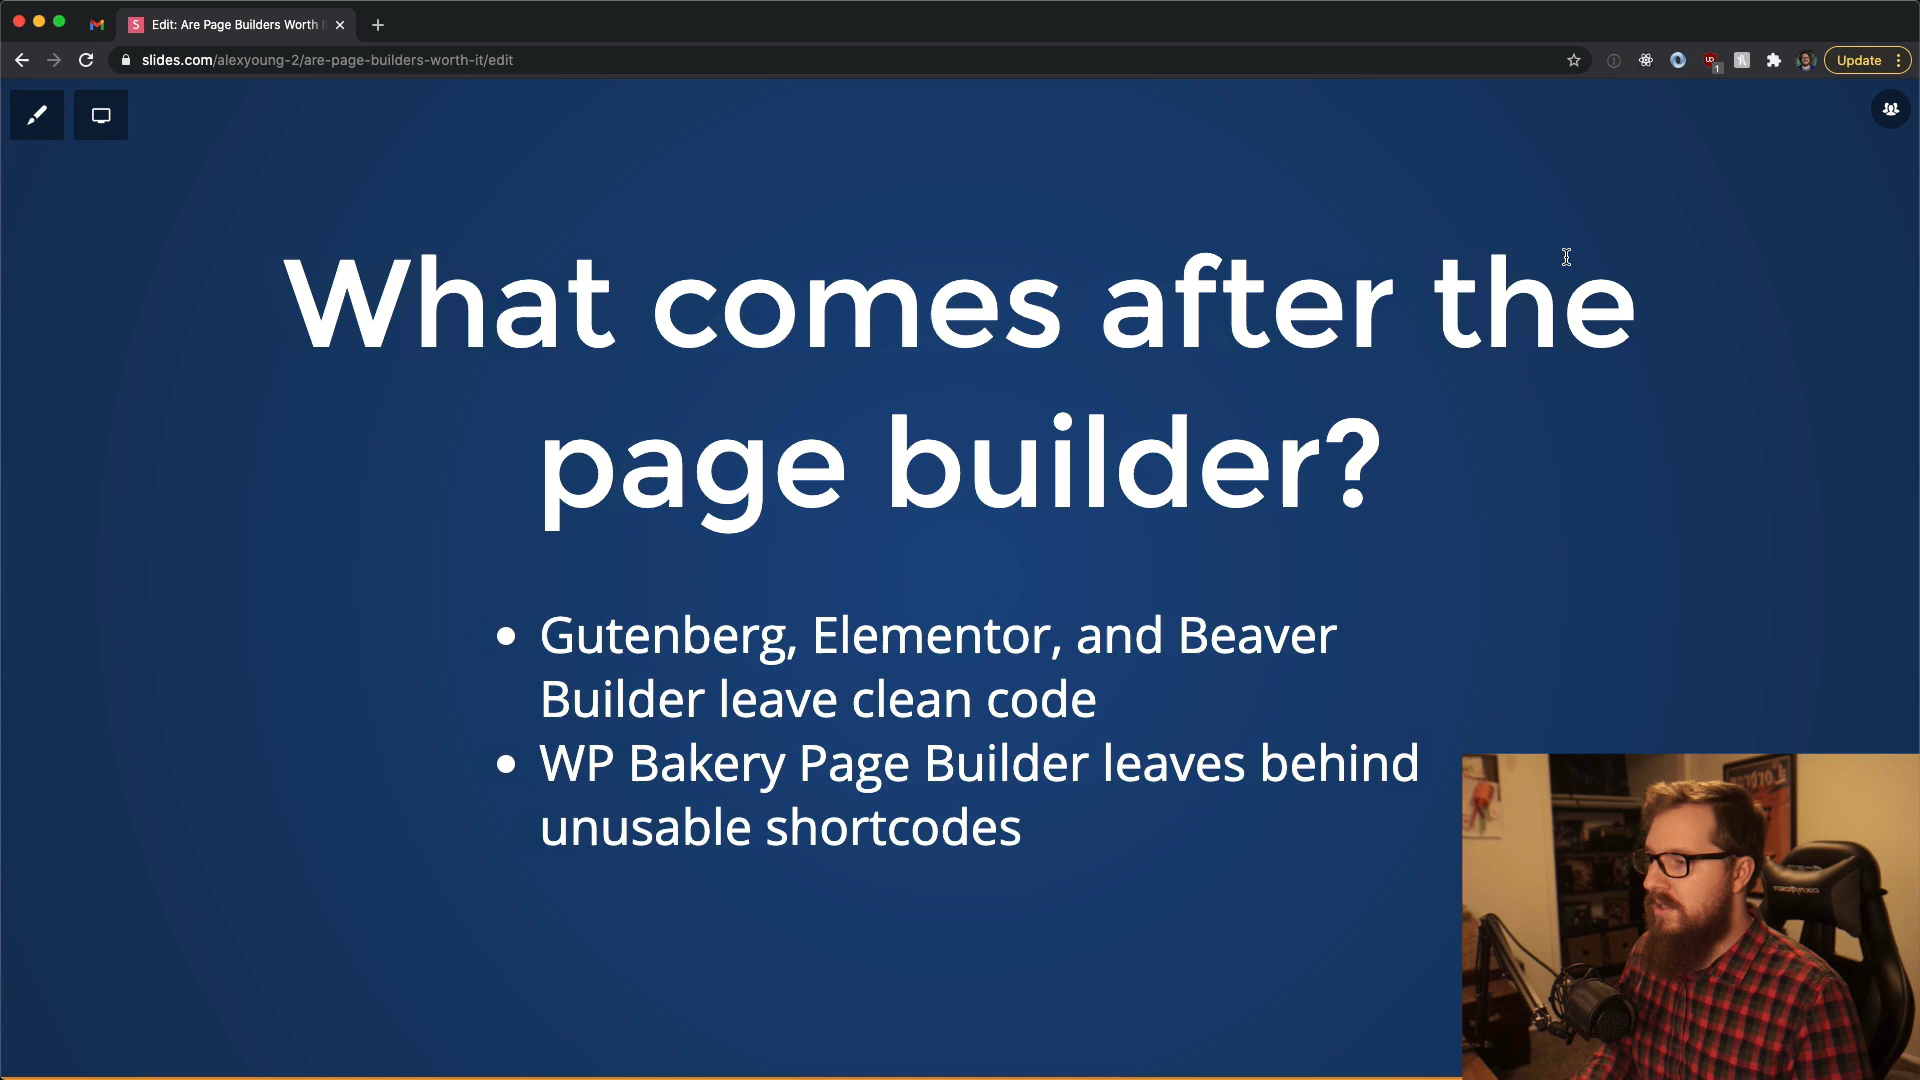 Edit: Are Page Builders Worth I
slides.com/alexyoung-2/are-page-builders-worth-it/edit
Update
What comes after the
page builder?
Gutenberg, Elementor, and Beaver
Builder leave clean code
WP Bakery Page Builder leaves behind
unusable shortcodes